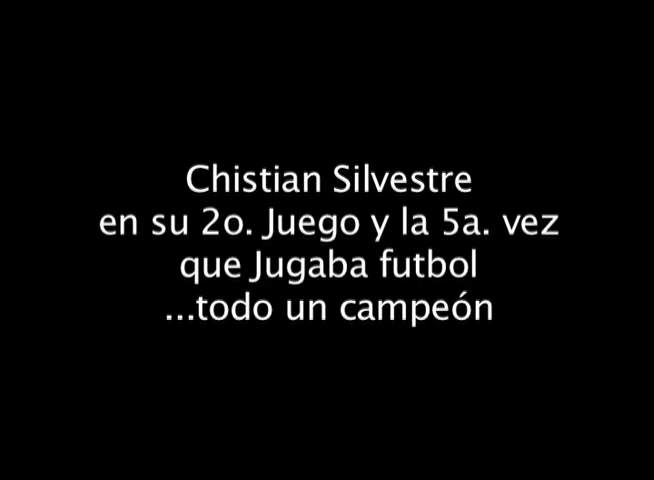 Chistian Silvestre
en su 2o. Juego y la 5a. vez
que Jugaba futbol
...todo un campeón